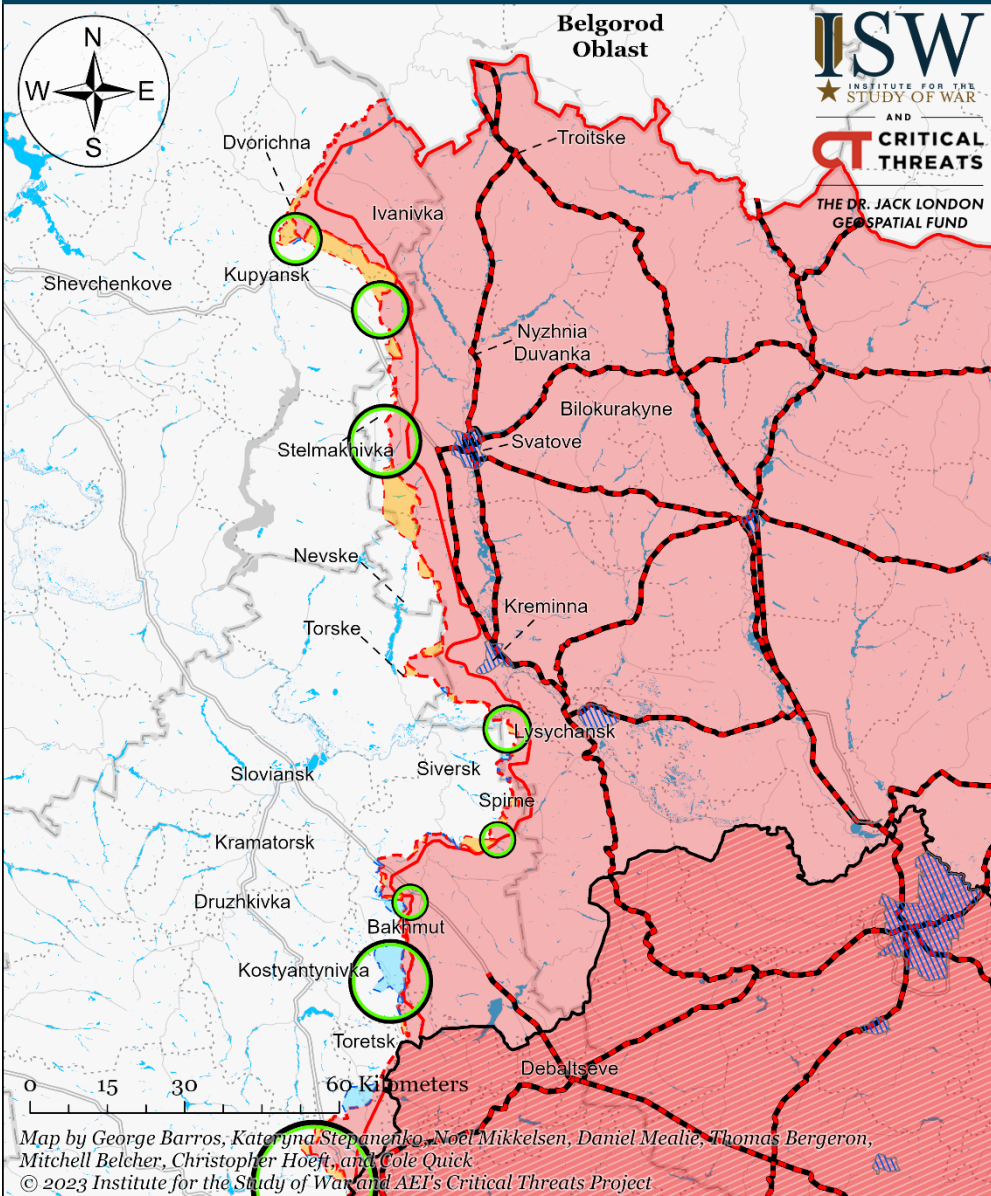 N
W
E
S
Belgorod
Oblast
ISW
INSTITUTE FOR THE
STUDY OF WAR
AND
CT CRITICAL
THREATS
THE DR. JACK LONDON
GEOSPATIAL FUND
Dvorichna
Troitske
Ivanivka
Kupyansk
Shevchenkove
Nyzhnia
Duvanka
Bilokurakyne
Svatove
Stelmakhivka
Nevske
Kreminna
Torske
Lysychansk
Siversk
Sloviansk
Spirne
Kramatorsk
Druzhkivka
Bakhmut
Kostyantynivka
Toretsk
Debaltseve
0 15 30 60 Kilometers
Map by George Barros, Kateryna Stepanenko, Noel Mikkelsen, Daniel Mealie, Thomas Bergeron,
Mitchell Belcher, Christopher Hoeft, and Cole Quick
© 2023 Institute for the Study of War and AEI's Critical Threats Project